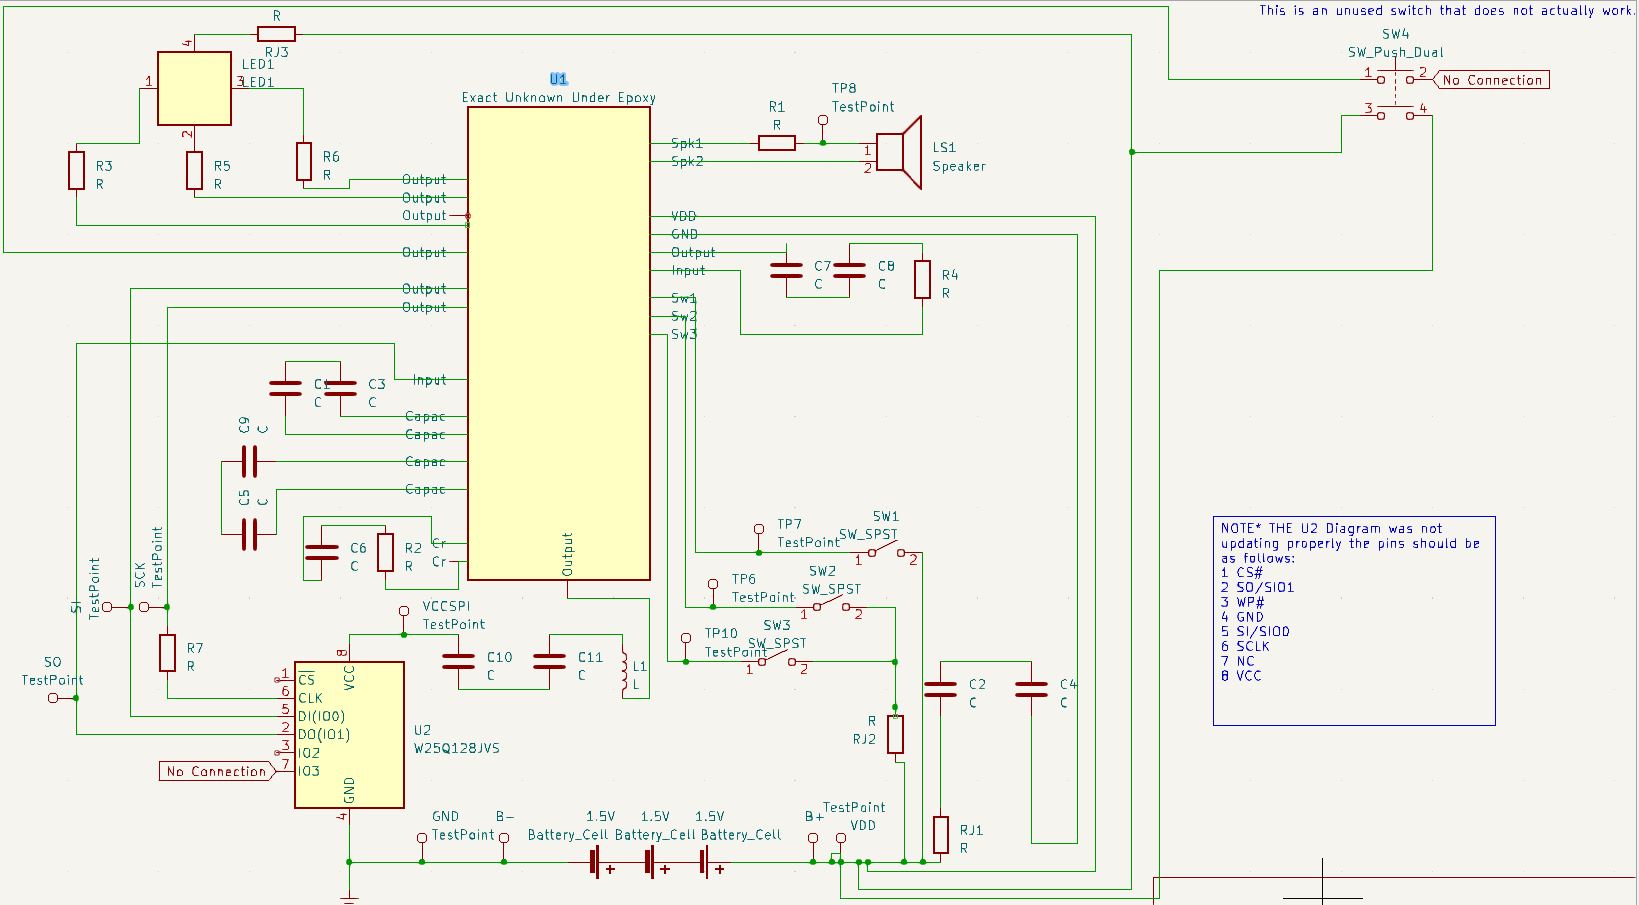 This is an unused switch that does not actually work.
SW4
SW_Push_Dual
1
2
No Connection
3
4
R
RJ3
4
LED1
1
3
LED1
2
R3
R
R5
R
R6
R
U1
Exact Unknown Under Epoxy
Output
Output
Output
Output
Output
Output
Input
Capac
Capac
Capac
Capac
Cr
Cr
Output
Spk1
Spk2
VDD
GND
Output
Input
Sw1
Sw2
Sw3
R1
R
TP8
TestPoint
1
2
LS1
Speaker
C7
C
C8
C
R4
R
C1
C
C3
C
C9
C
C5
C
C6
C
R2
R
SI
TestPoint
SCK
TestPoint
SO
TestPoint
R7
R
VCCSPI
TestPoint
C10
C
C11
C
L1
L
8
VCC
1
CS
6
CLK
5
DI(IO0)
2
DO(IO1)
3
IO2
7
IO3
GND
4
No Connection
U2
W25Q128JVS
TP7
TestPoint
SW1
SW_SPST
1
2
TP6
TestPoint
SW2
SW_SPST
1
2
TP10
TestPoint
SW3
SW_SPST
1
2
R
RJ2
C2
C
C4
C
RJ1
R
GND
TestPoint
B-
1.5V
Battery_Cell
1.5V
Battery_Cell
1.5V
Battery_Cell
+
+
+
B+
TestPoint
VDD
NOTE* THE U2 Diagram was not
updating properly the pins should be
as follows:
1 CS#
2 SO/SIO1
3 WP#
4 GND
5 SI/SIO0
6 SCLK
7 NC
8 VCC